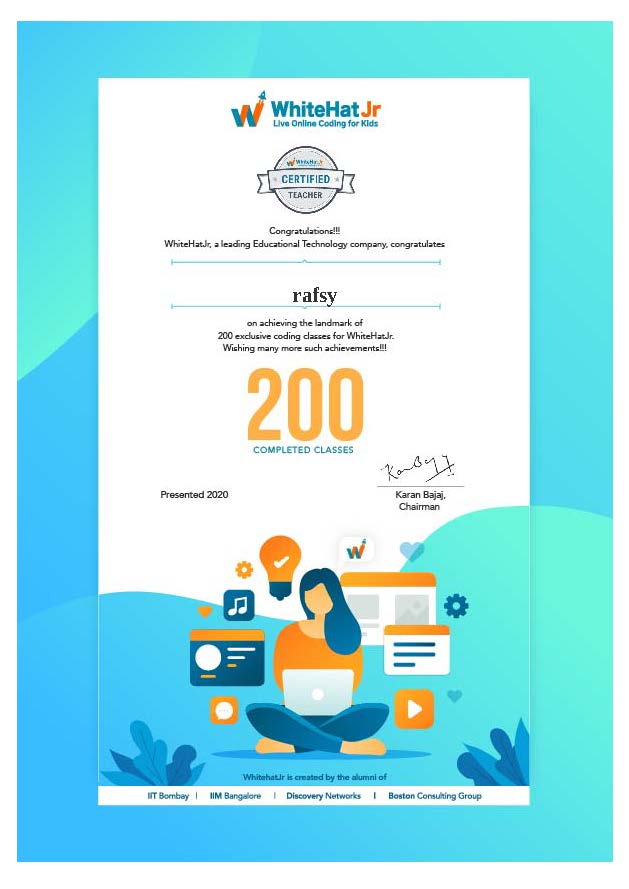 WhiteHat Jr
Live Online Coding for Kids
WhiteHat Jr
CERTIFIED
TEACHER
Congratulations!!!
WhiteHatJr, a leading Educational Technology company, congratulates
rafsy
on achieving the landmark of
200 exclusive coding classes for WhiteHatJr.
Wishing many more such achievements!!!
200
COMPLETED CLASSES
Presented 2020
Karan Bajaj,
Chairman
WhitehatJr is created by the alumni of
IIT Bombay | IIM Bangalore | Discovery Networks | Boston Consulting Group